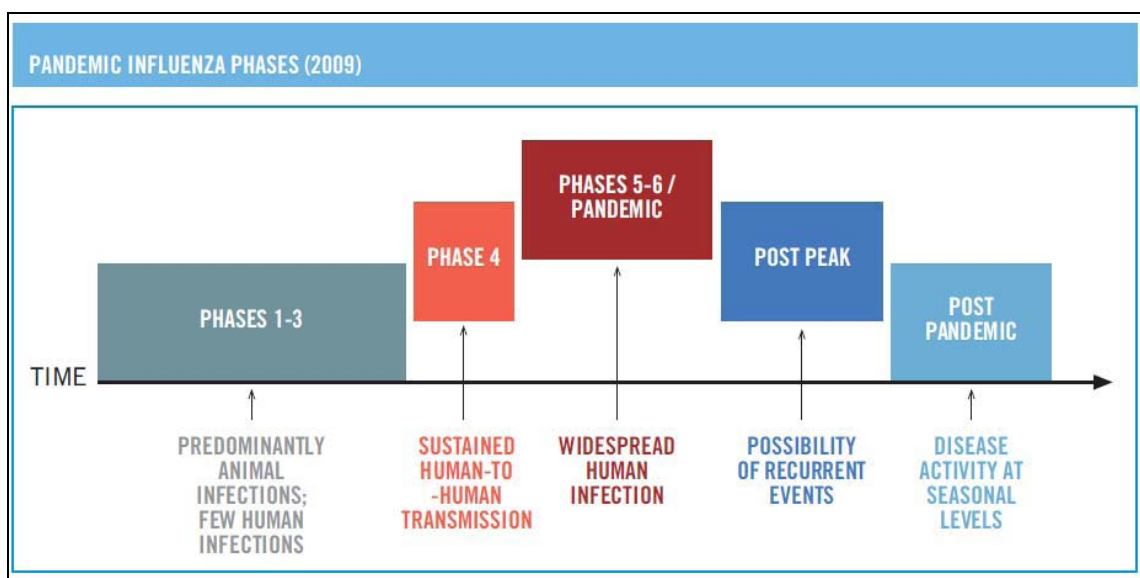 PANDEMIC INFLUENZA PHASES (2009)
PHASES 5-6 /
PANDEMIC
PHASE 4
POST PEAK
PHASES 1-3
POST
PANDEMIC
TIME
PREDOMINANTLY
ANIMAL
INFECTIONS;
FEW HUMAN
INFECTIONS
SUSTAINED
HUMAN-TO
-HUMAN
TRANSMISSION
WIDESPREAD
HUMAN
INFECTION
POSSIBILITY
OF RECURRENT
EVENTS
DISEASE
ACTIVITY AT
SEASONAL
LEVELS